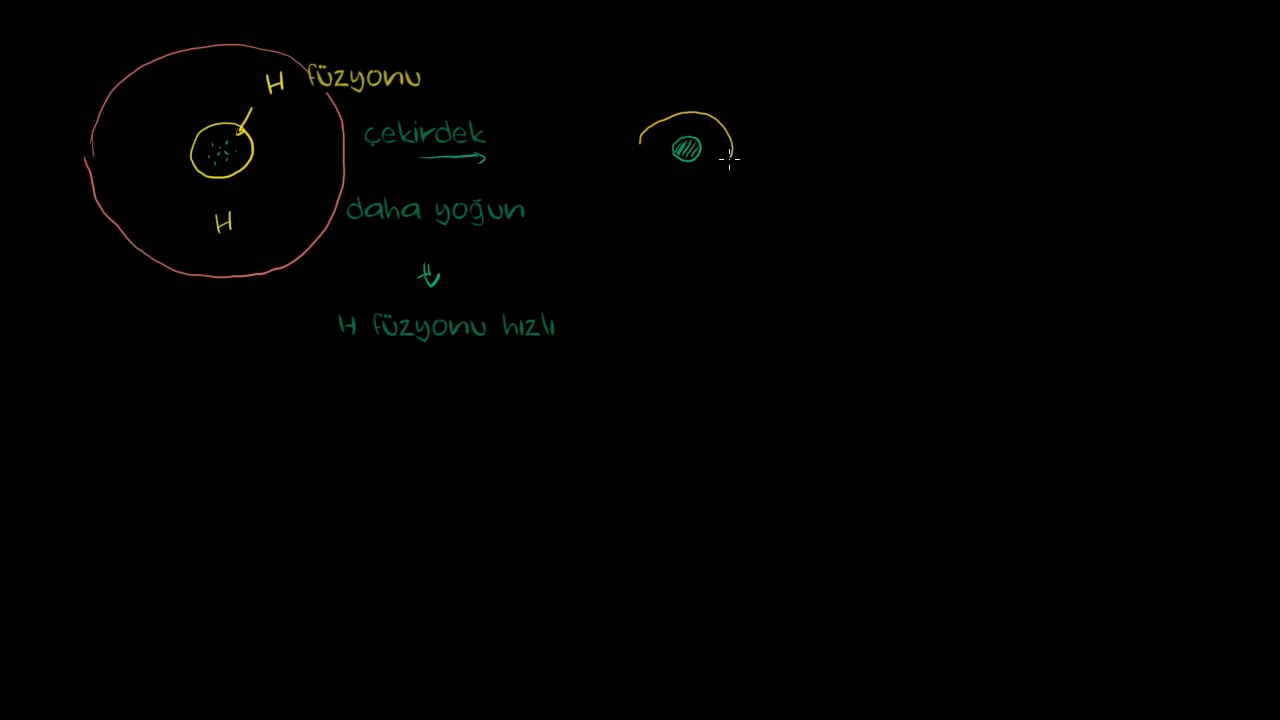 H füzyonu
çekirdek
daha yoğun
H
H füzyonu hızlı